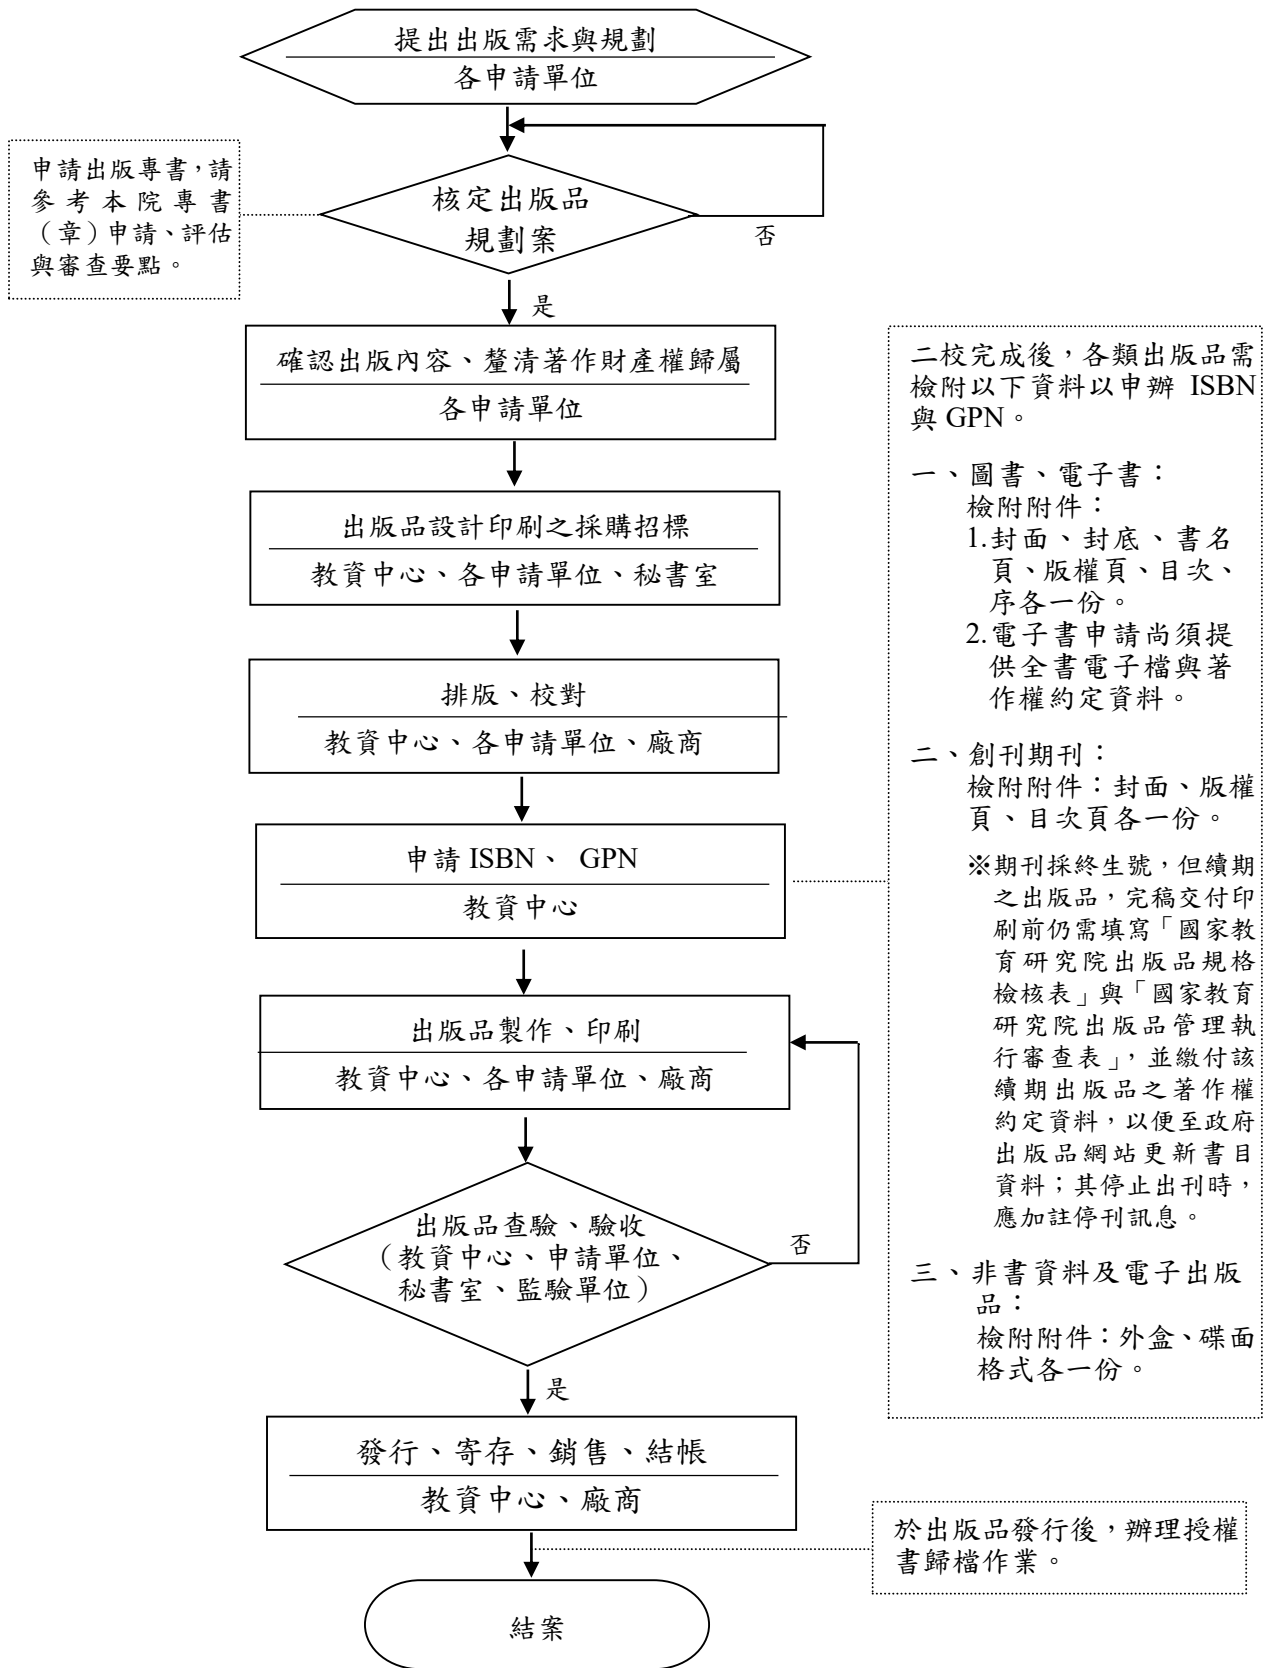 提出出版需求與規劃
各申請單位
申請出版專書，請
參考本院專書
（章）申請、評估
與審查要點。
核定出版品
規劃案
否
是
確認出版內容、釐清著作財產權歸屬
各申請單位
出版品設計印刷之採購招標
教資中心、各申請單位、秘書室
排版、校對
教資中心、各申請單位、廠商
申請 ISBN、 GPN
教資中心
出版品製作、印刷
教資中心、各申請單位、廠商
出版品查驗、驗收
（教資中心、申請單位、
秘書室、監驗單位）
否
是
發行、寄存、銷售、結帳
教資中心、廠商
結案
二校完成後，各類出版品需
檢附以下資料以申辦 ISBN
與 GPN。
一、圖書、電子書：
檢附附件：
1.封面、封底、書名
頁、版權頁、目次、
序各一份。
2.電子書申請尚須提
供全書電子檔與著
作權約定資料。
二、創刊期刊：
檢附附件：封面、版權
頁、目次頁各一份。
※期刊採終生號，但續期
之出版品，完稿交付印
刷前仍需填寫「國家教
育研究院出版品規格
檢核表」與「國家教育
研究院出版品管理執
行審查表」，並繳付該
續期出版品之著作權
約定資料，以便至政府
出版品網站更新書目
資料；其停止出刊時，
應加註停刊訊息。
三、非書資料及電子出版
品：
檢附附件：外盒、碟面
格式各一份。
於出版品發行後，辦理授權
書歸檔作業。